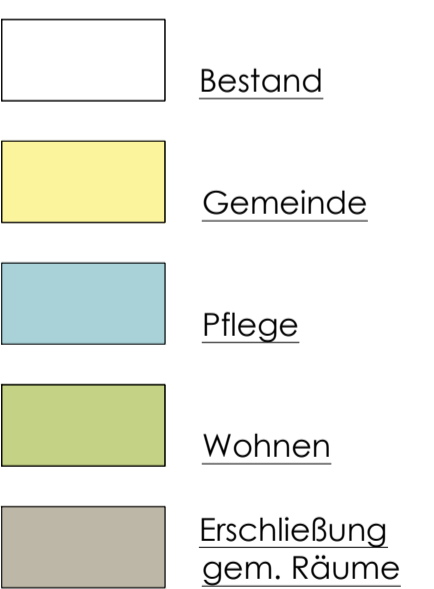 Bestand
Gemeinde
Pflege
Wohnen
Erschließung
gem. Räume